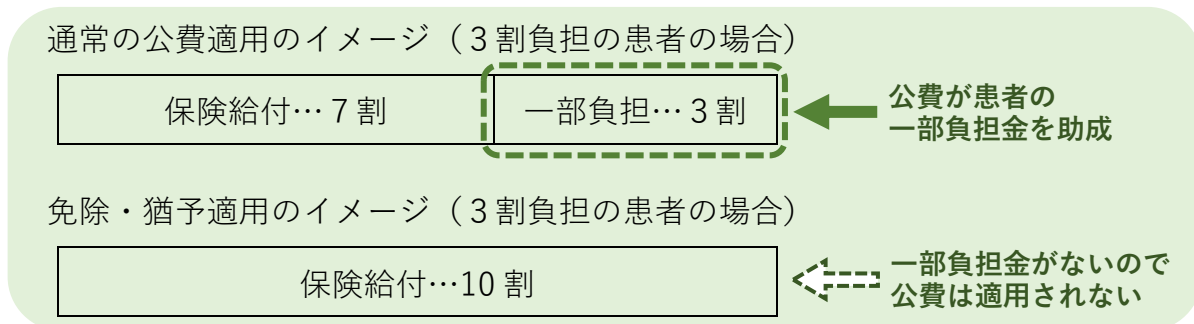 通常の公費適用のイメージ（３割負担の患者の場合）
保険給付…７割
一部負担…３割
公費が患者の
一部負担金を助成
免除・猶予適用のイメージ（３割負担の患者の場合）
保険給付…10 割
一部負担金がないので
公費は適用されない